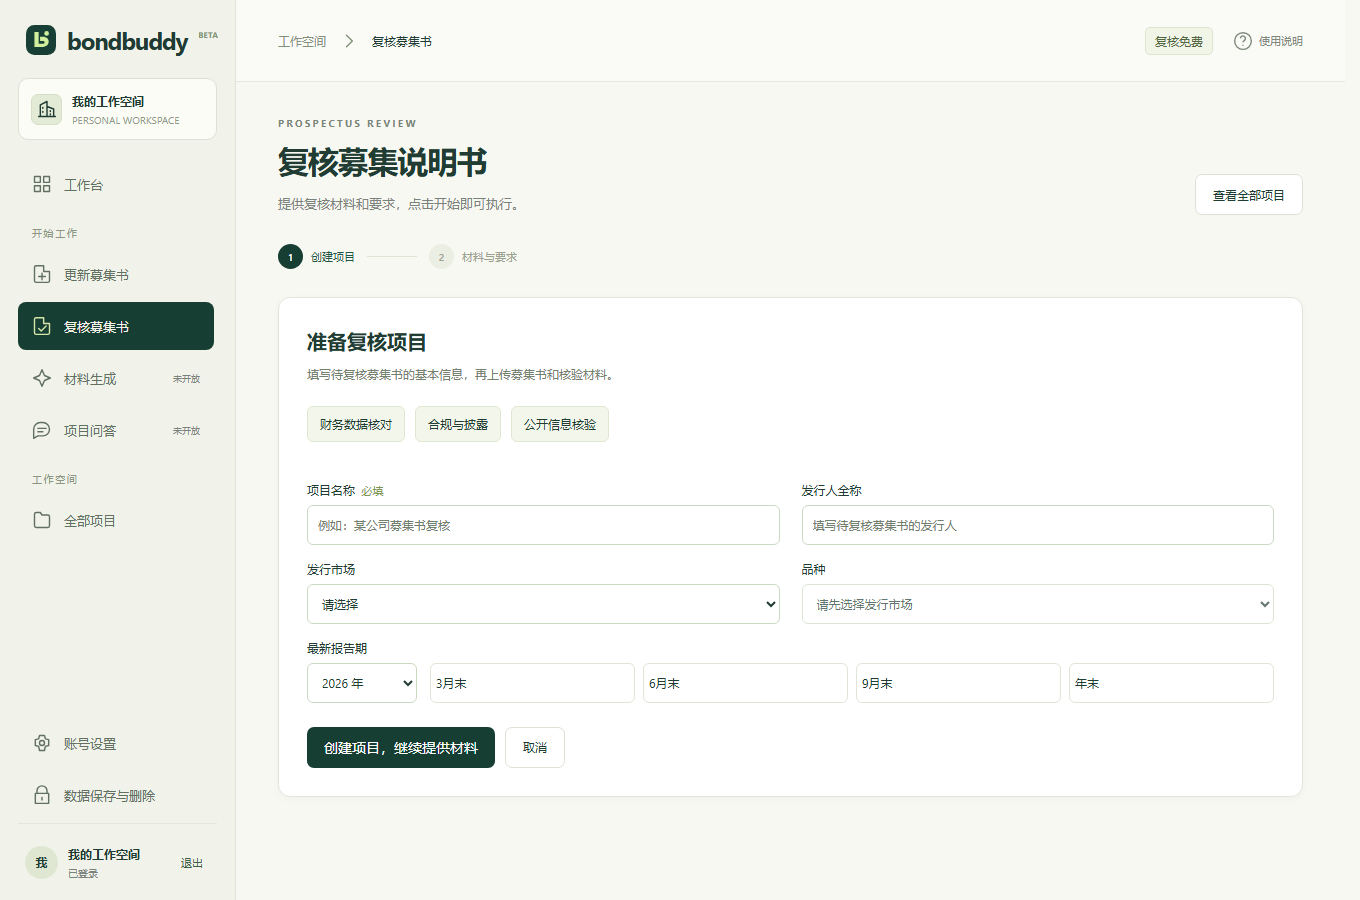 bondbuddy BETA
我的工作空间
PERSONAL WORKSPACE
工作台
开始工作
更新募集书
复核募集书
材料生成 未开放
项目问答 未开放
工作空间
全部项目
账号设置
数据保存与删除
我 我的工作空间
已登录
退出
工作空间 复核募集书
复核免费
使用说明
PROSPECTUS REVIEW
复核募集说明书
提供复核材料和要求，点击开始即可执行。
查看全部项目
1 创建项目 2 材料与要求
准备复核项目
填写待复核募集书的基本信息，再上传募集书和核验材料。
财务数据核对 合规与披露 公开信息核验
项目名称 必填
例如：某公司募集书复核
发行人全称
填写待复核募集书的发行人
发行市场
请选择
品种
请先选择发行市场
最新报告期
2026 年 3月末 6月末 9月末 年末
创建项目，继续提供材料 取消